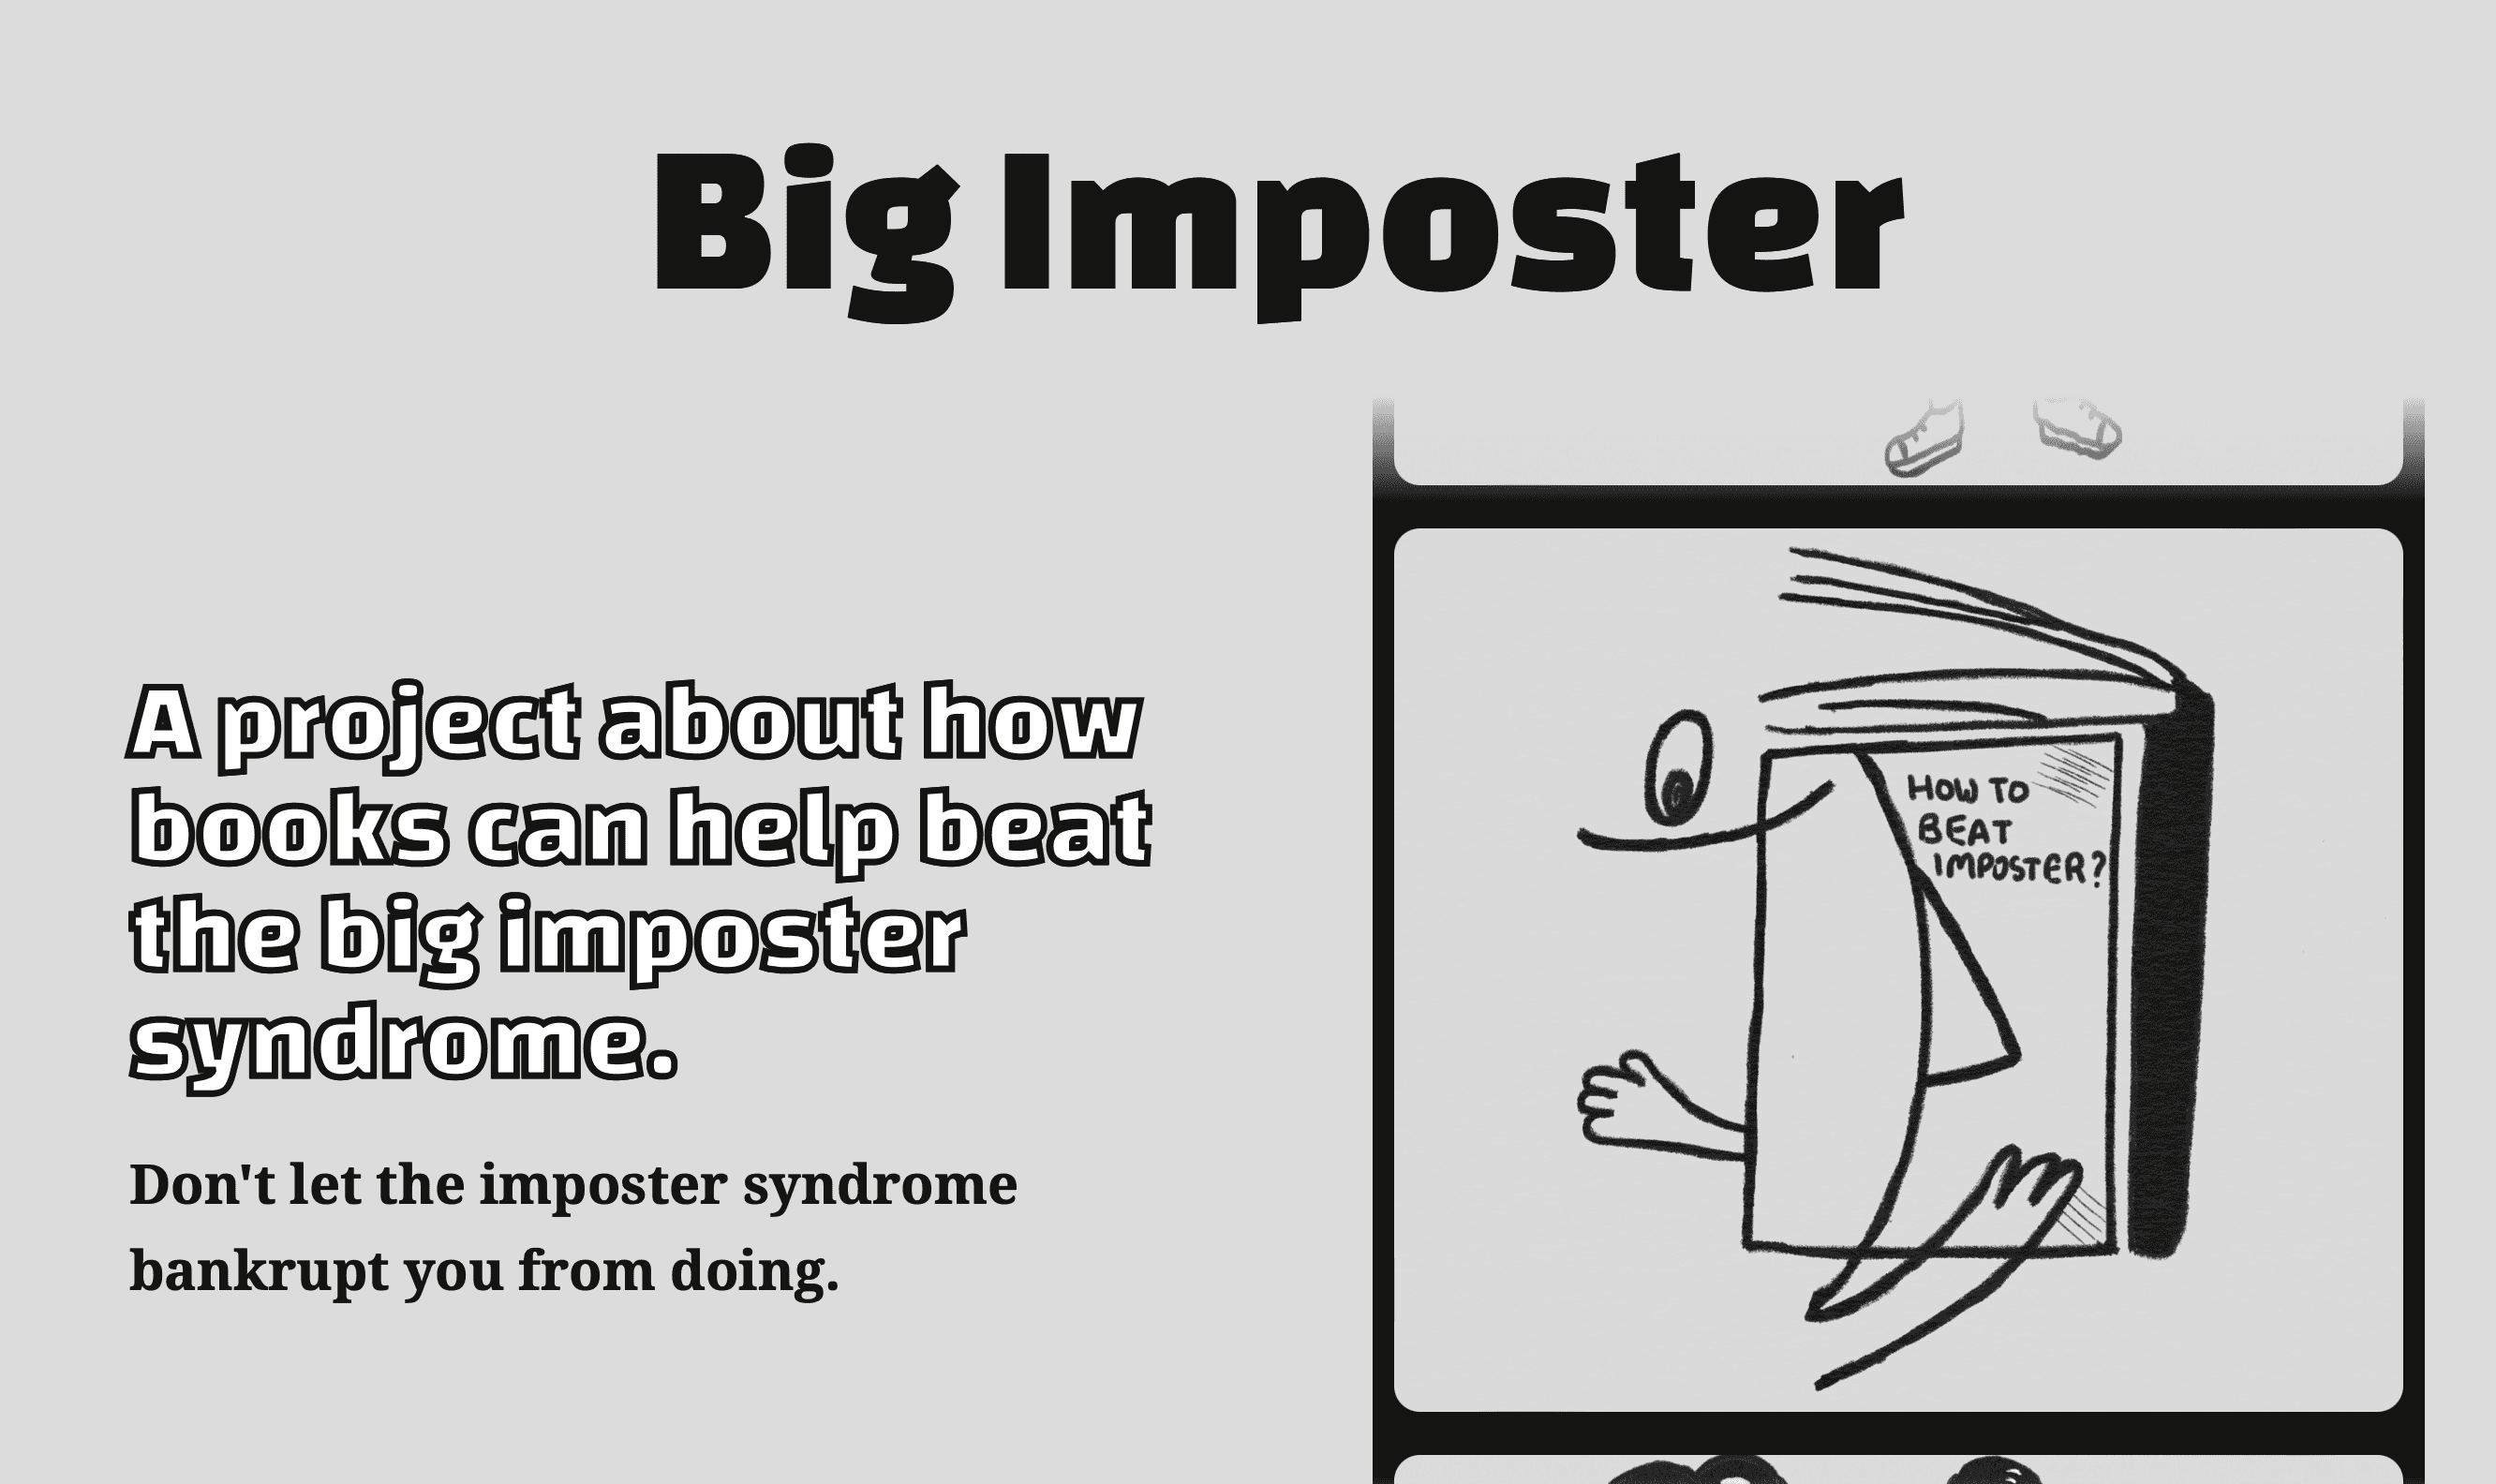 Big Imposter
A project about how
books can help beat
the big imposter
syndrome.
Don't let the imposter syndrome
bankrupt you from doing.
HOW TO
BEAT
IMPOSTER?